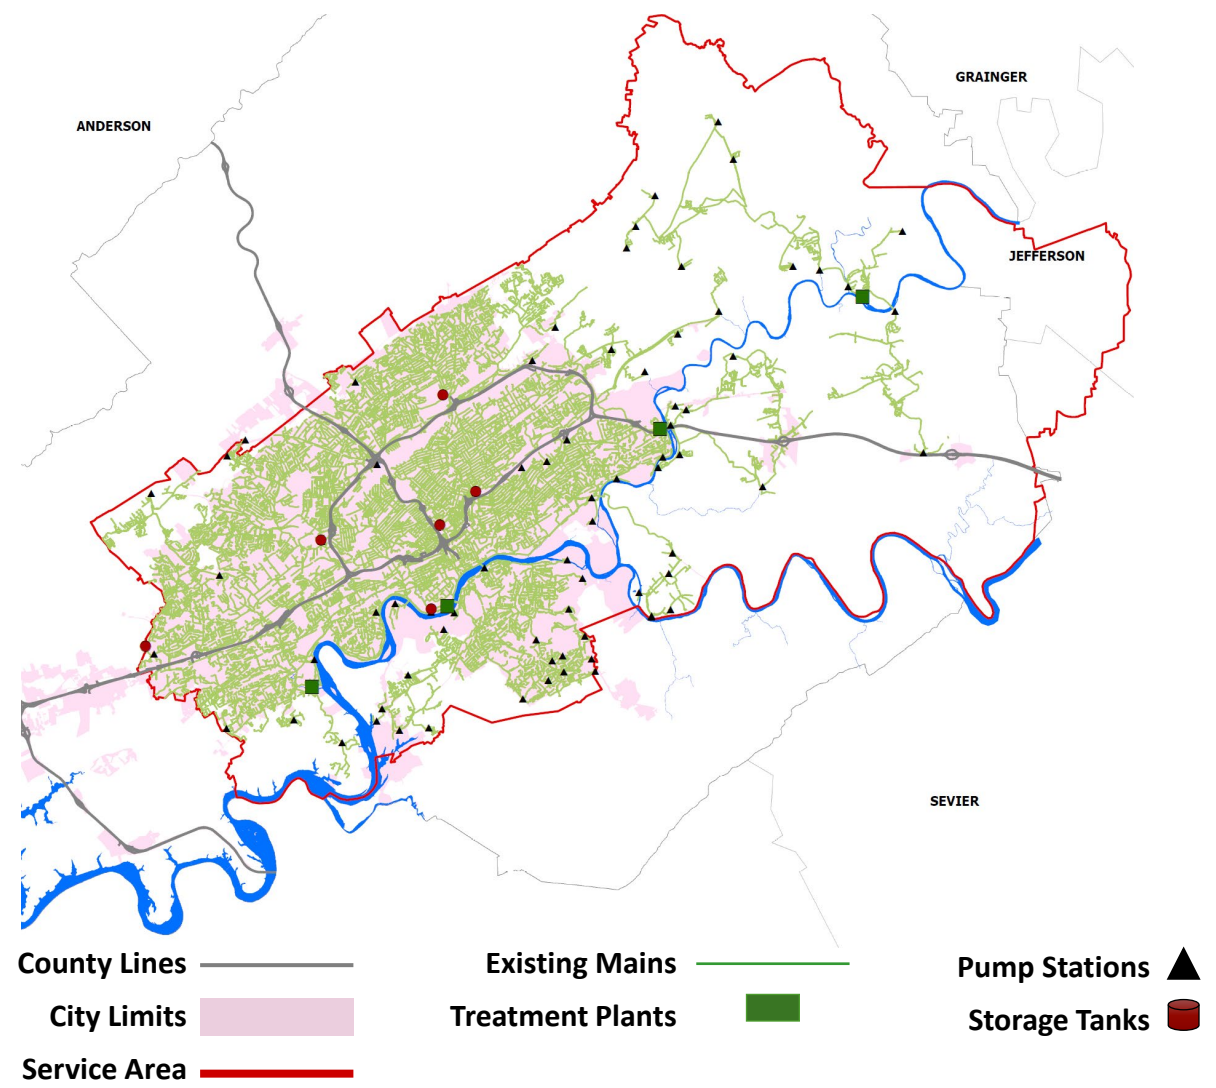 GRAINGER
ANDERSON
JEFFERSON
SEVIER
County Lines
Existing Mains
Pump Stations
City Limits
Treatment Plants
Storage Tanks
Service Area